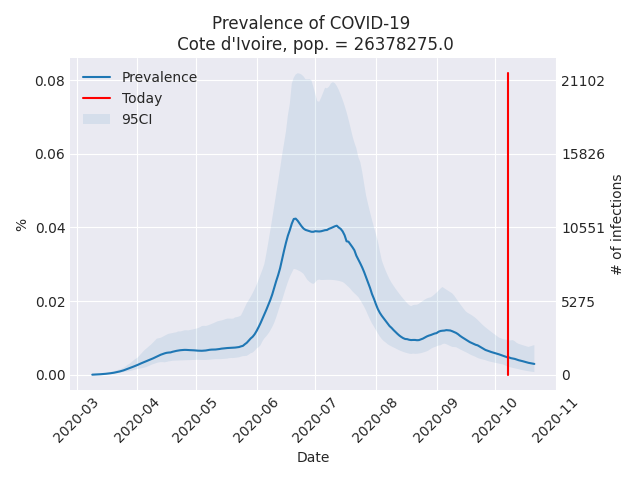 Prevalence of COVID-19
Cote d'Ivoire, pop. = 26378275.0
Prevalence
Today
95CI
%
0.08
0.06
0.04
0.02
0.00
21102
15826
10551
5275
0
# of infections
2020-03
2020-04
2020-05
2020-06
2020-07
2020-08
2020-09
2020-10
2020-11
Date